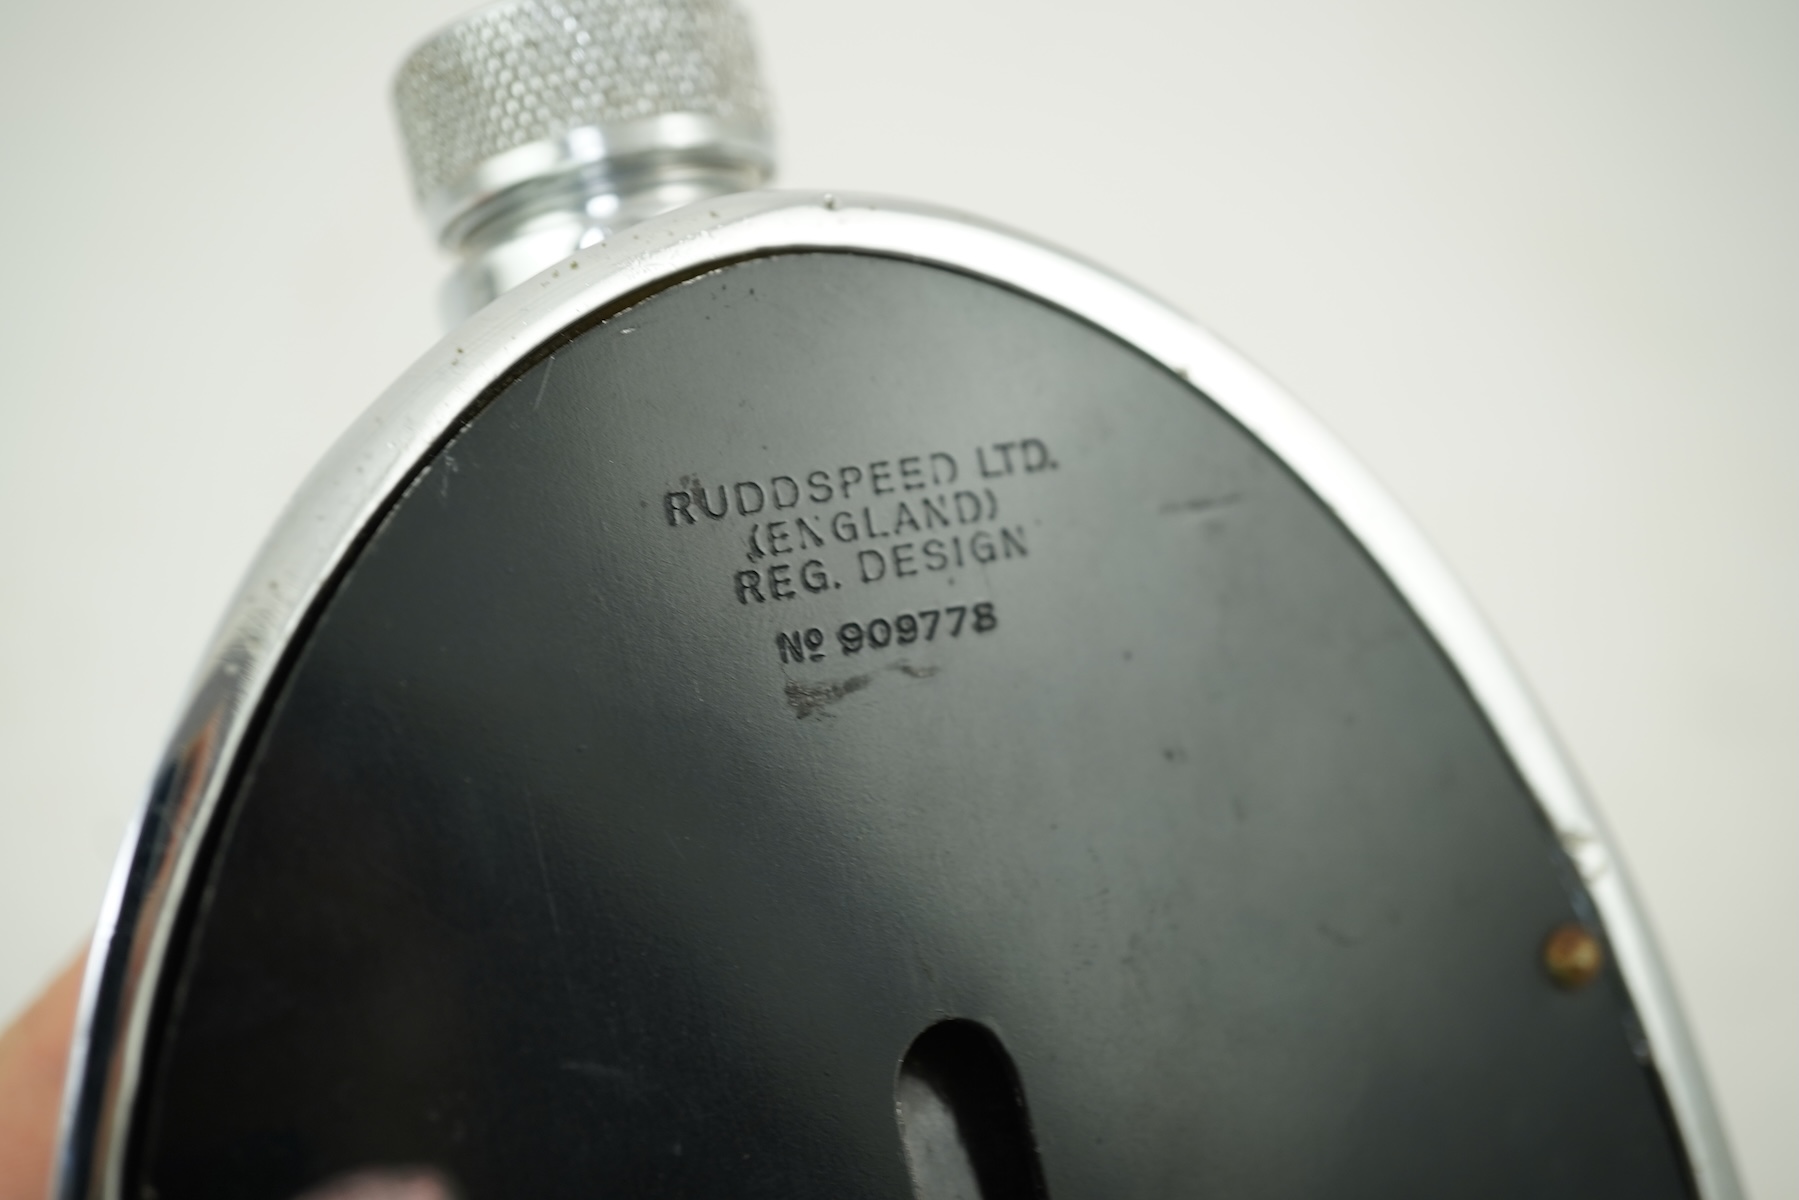 RUDDSPEED LTD.
(ENGLAND)
REG. DESIGN
Nº 909778